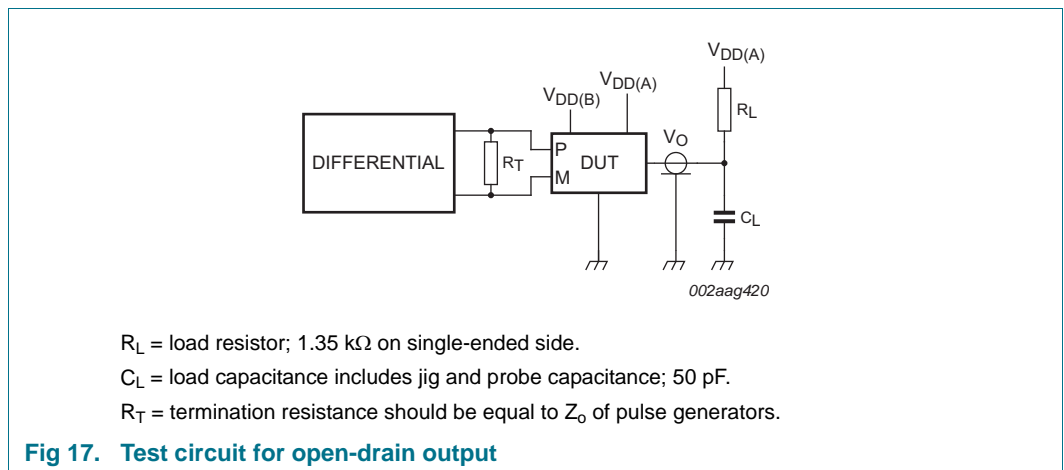 VDD(A)
VDD(A)
VDD(B)
RL
VO
DIFFERENTIAL
RT
P
DUT
M
CL
002aag420
RL = load resistor; 1.35 kΩ on single-ended side.
CL = load capacitance includes jig and probe capacitance; 50 pF.
RT = termination resistance should be equal to Zo of pulse generators.
Fig 17. Test circuit for open-drain output